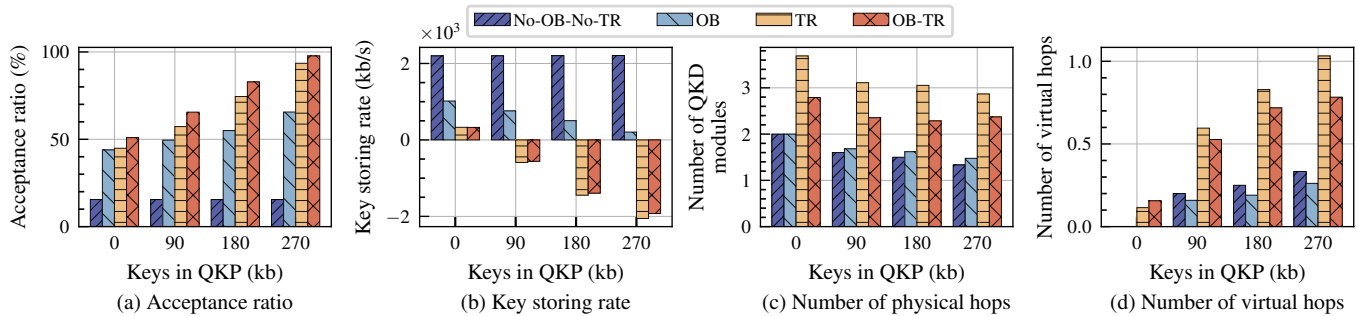 No-OB-No-TR OB TR OB-TR
Acceptance ratio (%)
100
50
0
0 90 180 270
Keys in QKP (kb)
(a) Acceptance ratio
×10³
Key storing rate (kb/s)
2
0
−2
0 90 180 270
Keys in QKP (kb)
(b) Key storing rate
Number of QKD
modules
3
2
1
0
0 90 180 270
Keys in QKP (kb)
(c) Number of physical hops
Number of virtual hops
1.0
0.5
0.0
0 90 180 270
Keys in QKP (kb)
(d) Number of virtual hops